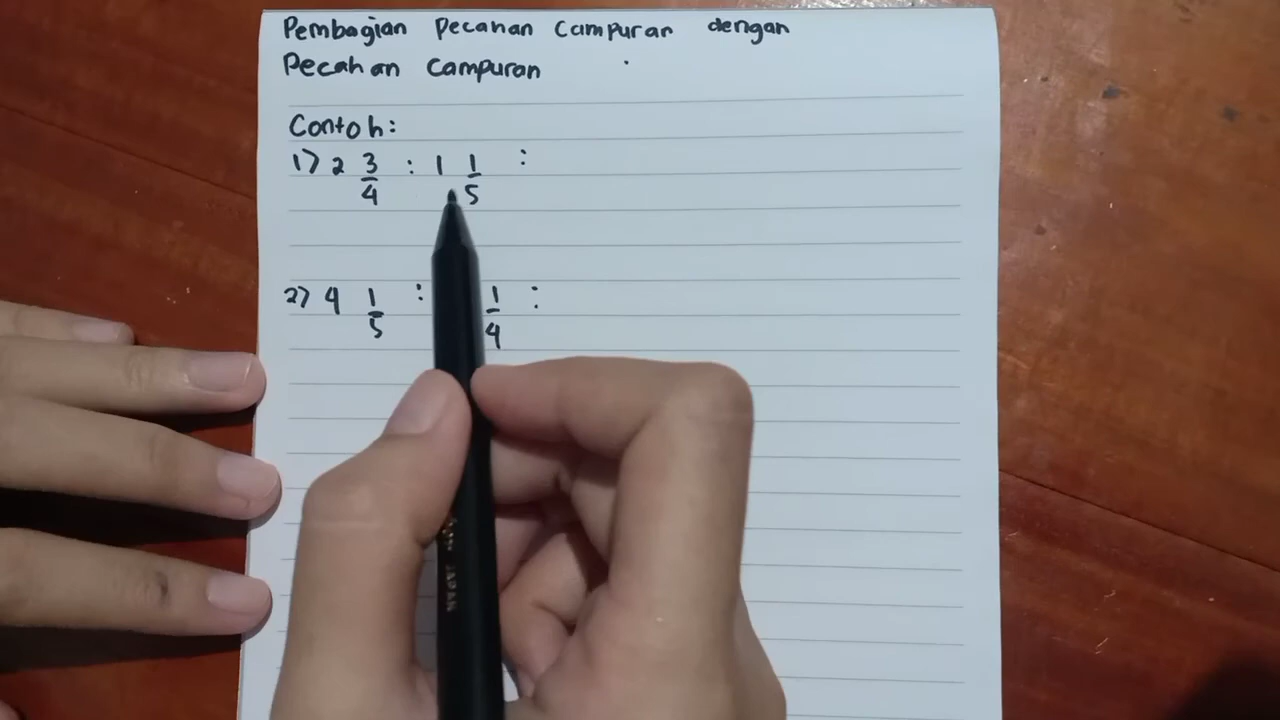 Pembagian Pecahan Campuran dengan
Pecahan Campuran
Contoh:
1) 2 3/4 : 1 1/5 :
2) 4 1/5 : 1/4 :
JAPAN